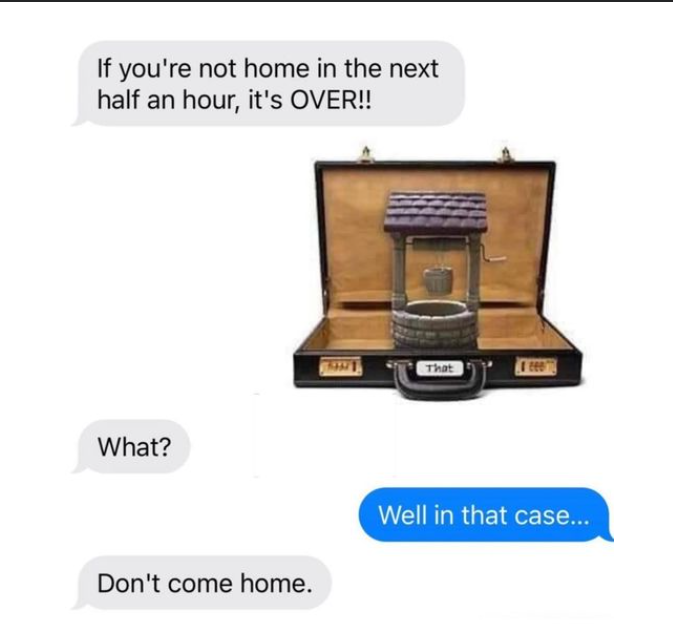 If you're not home in the next
half an hour, it's OVER!!
That
What?
Well in that case...
Don't come home.